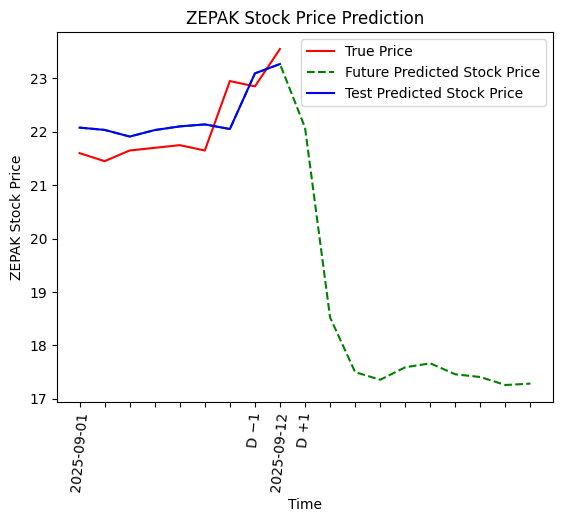 ZEPAK Stock Price Prediction
True Price
Future Predicted Stock Price
Test Predicted Stock Price
ZEPAK Stock Price
23
22
21
20
19
18
17
2025-09-01
D −1
2025-09-12
D +1
Time